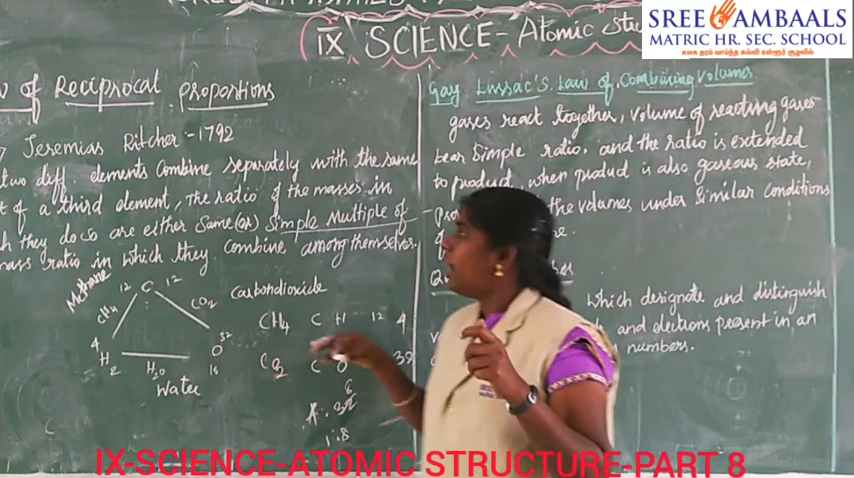 SREE AMBAALS
MATRIC HR. SEC. SCHOOL
உலக தரம் வாய்ந்த கல்வி உள்ளூர் சூழலில்
IX SCIENCE - Atomic
of Reciprocal proportions
Jeremias Ritcher - 1792
two diff. elements combine separately with the same
of a third element, the ratio of the masses in
they do so are either same (or) simple multiple of
mass ratio in which they combine among themselves.
Methane
12 C 12
CH4
CO2
4
H2
H2O
O
32
16
Water
Carbondioxide
CH4 C H 12 4
C O
32
1:8
Gay Lussac's Law of Combining Volumes
gases react together, volume of reacting gases
bear simple ratio. and the ratio is extended
to product, when product is also gaseous state,
the volumes under similar conditions
which designate and distinguish
and electrons present in an
numbers.
IX-SCIENCE-ATOMIC STRUCTURE-PART 8